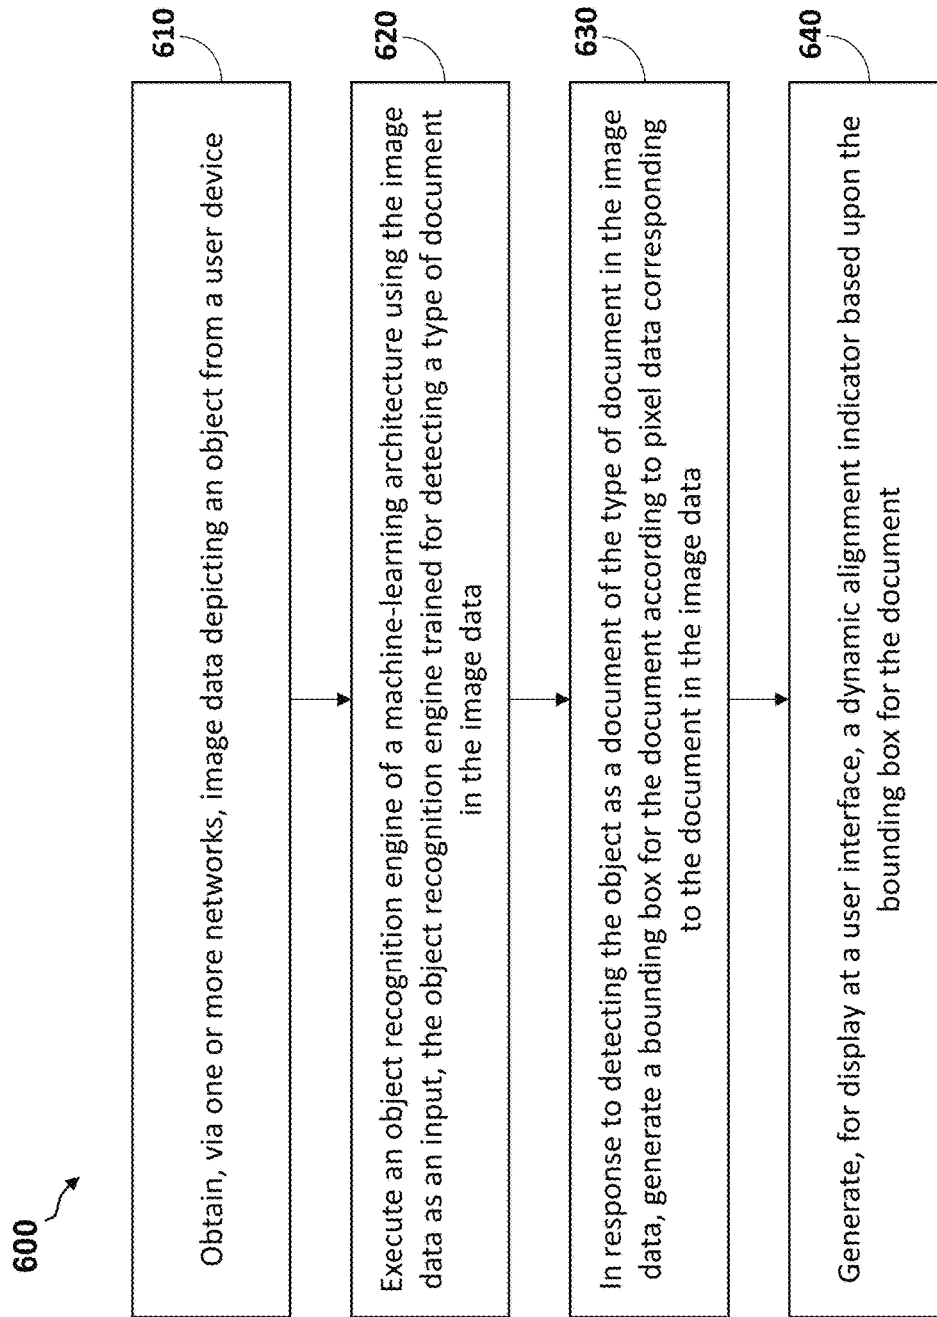 600
610
Obtain, via one or more networks, image data depicting an object from a user device
620
Execute an object recognition engine of a machine-learning architecture using the image
data as an input, the object recognition engine trained for detecting a type of document
in the image data
630
In response to detecting the object as a document of the type of document in the image
data, generate a bounding box for the document according to pixel data corresponding
to the document in the image data
640
Generate, for display at a user interface, a dynamic alignment indicator based upon the
bounding box for the document